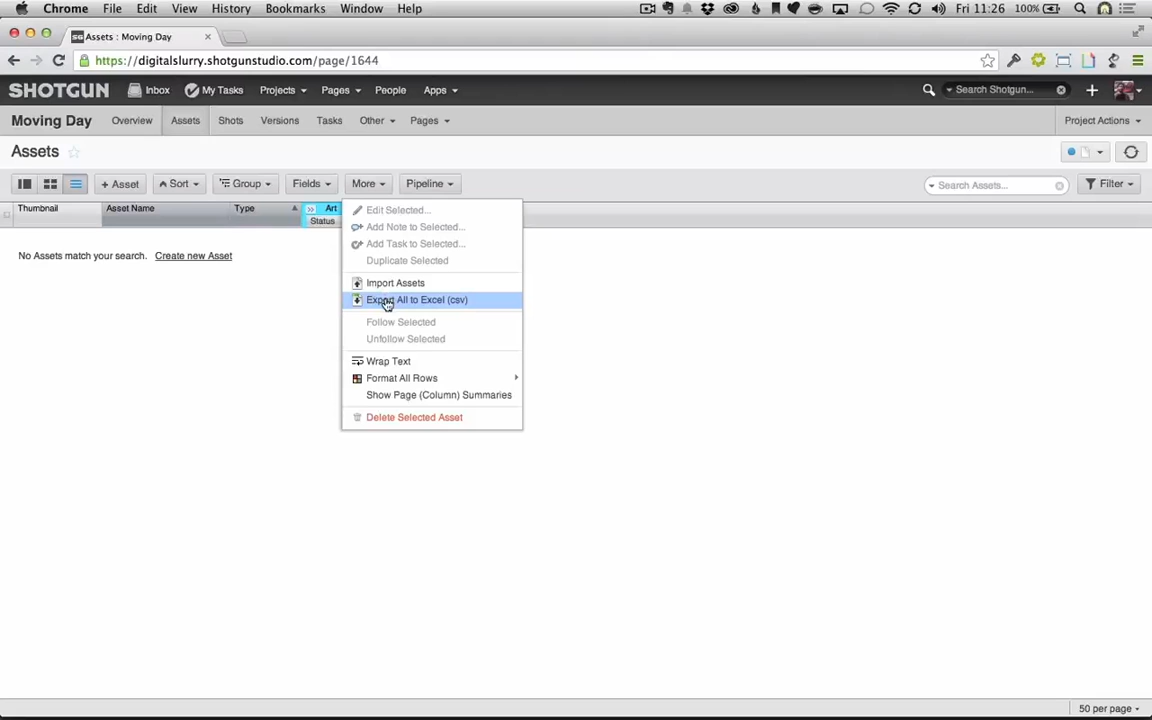 Chrome File Edit View History Bookmarks Window Help Fri 11:26 100%
SG Assets : Moving Day
https://digitalslurry.shotgunstudio.com/page/1644
SHOTGUN Inbox My Tasks Projects Pages People Apps Search Shotgun...
Moving Day Overview Assets Shots Versions Tasks Other Pages Project Actions
Assets
+ Asset Sort Group Fields More Pipeline Search Assets... Filter
Thumbnail Asset Name Type Art
Status
Edit Selected...
Add Note to Selected...
Add Task to Selected...
No Assets match your search. Create new Asset
Duplicate Selected
Import Assets
Export All to Excel (csv)
Follow Selected
Unfollow Selected
Wrap Text
Format All Rows
Show Page (Column) Summaries
Delete Selected Asset
50 per page